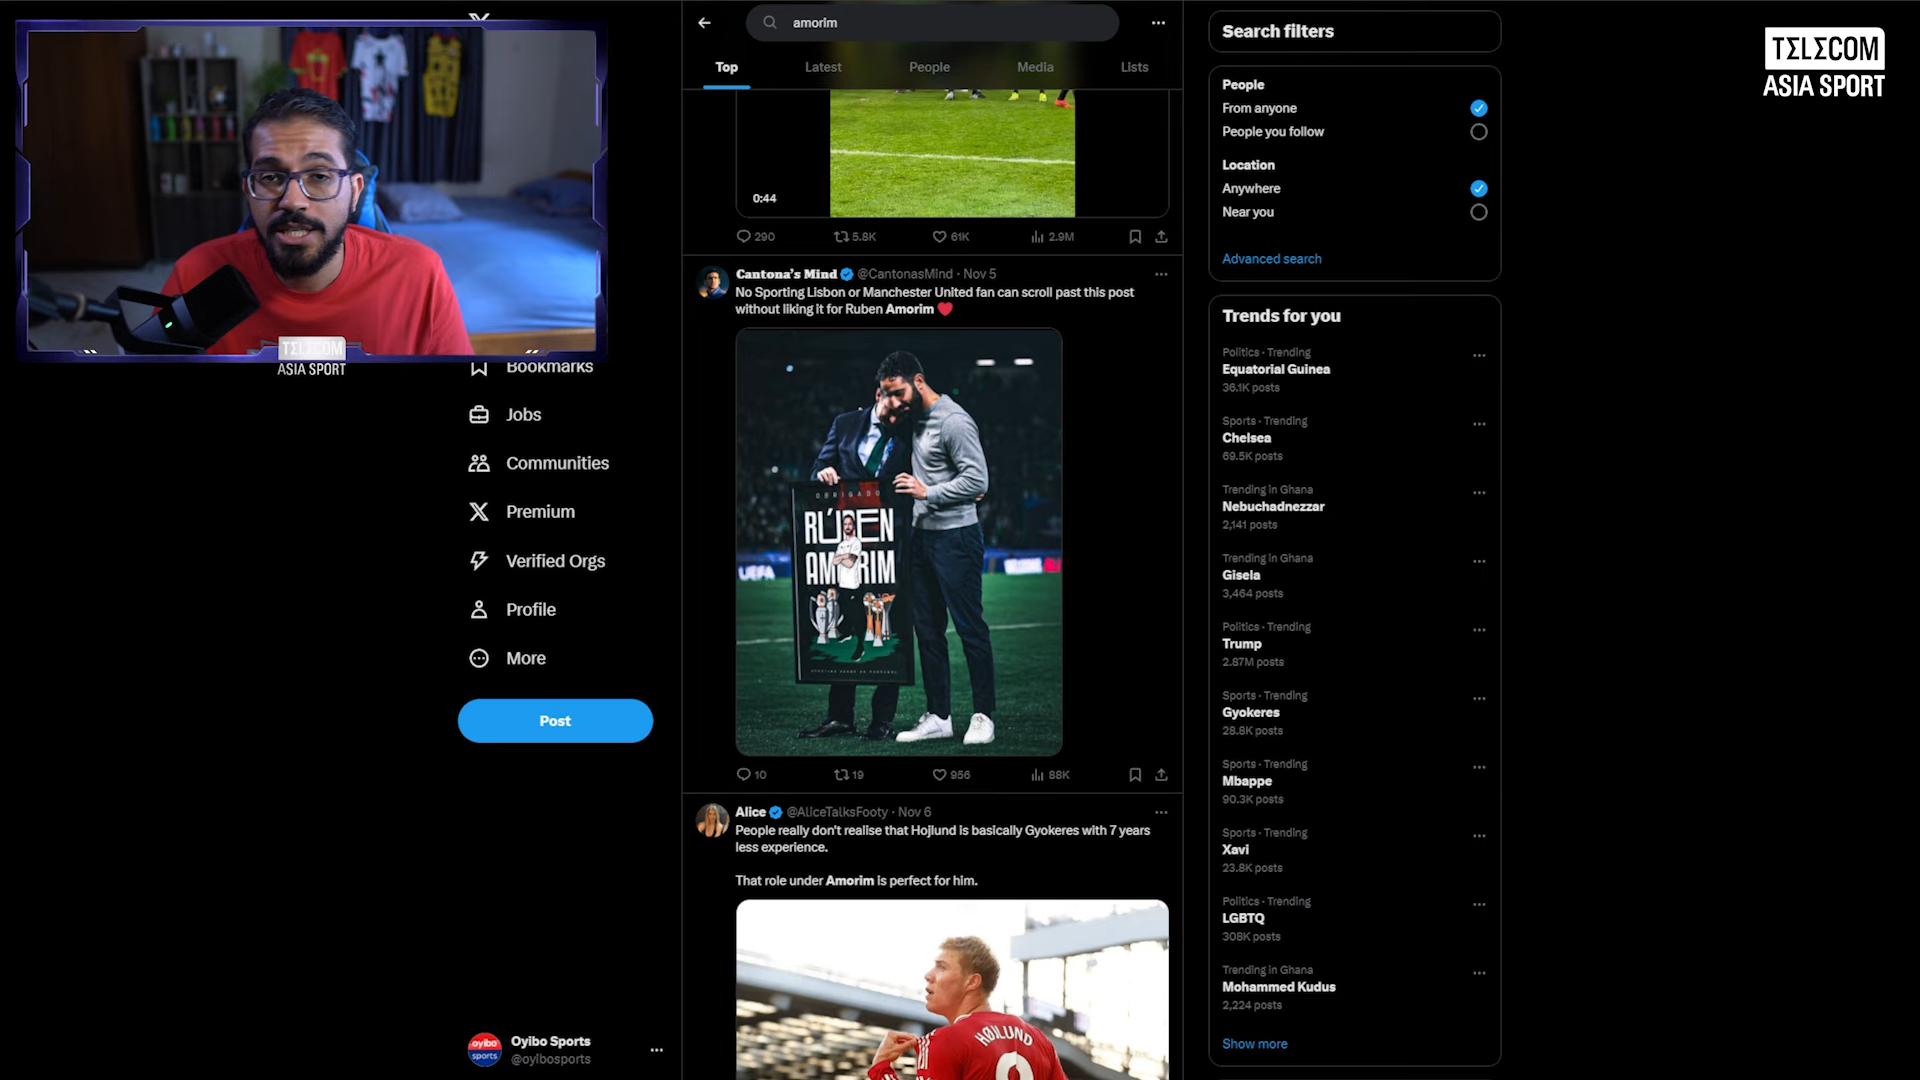 TΣLΣCOM
ASIA SPORT
Bookmarks
Jobs
Communities
Premium
Verified Orgs
Profile
More
Post
oyibo
sports
Oyibo Sports
@oyibosports
amorim
Top
Latest
People
Media
Lists
0:44
290
5.8K
61K
2.9M
Cantona's Mind @CantonasMind · Nov 5
No Sporting Lisbon or Manchester United fan can scroll past this post
without liking it for Ruben Amorim
OBRIGADO
RÚBEN
AMORIM
UEFA
10
19
956
88K
Alice @AliceTalksFooty · Nov 6
People really don't realise that Hojlund is basically Gyokeres with 7 years
less experience.
That role under Amorim is perfect for him.
HØJLUND
9
Search filters
People
From anyone
People you follow
Location
Anywhere
Near you
Advanced search
Trends for you
Politics · Trending
Equatorial Guinea
36.1K posts
Sports · Trending
Chelsea
69.5K posts
Trending in Ghana
Nebuchadnezzar
2,141 posts
Trending in Ghana
Gisela
3,464 posts
Politics · Trending
Trump
2.87M posts
Sports · Trending
Gyokeres
28.8K posts
Sports · Trending
Mbappe
90.3K posts
Sports · Trending
Xavi
23.8K posts
Politics · Trending
LGBTQ
308K posts
Trending in Ghana
Mohammed Kudus
2,224 posts
Show more
TΣLΣCOM
ASIA SPORT